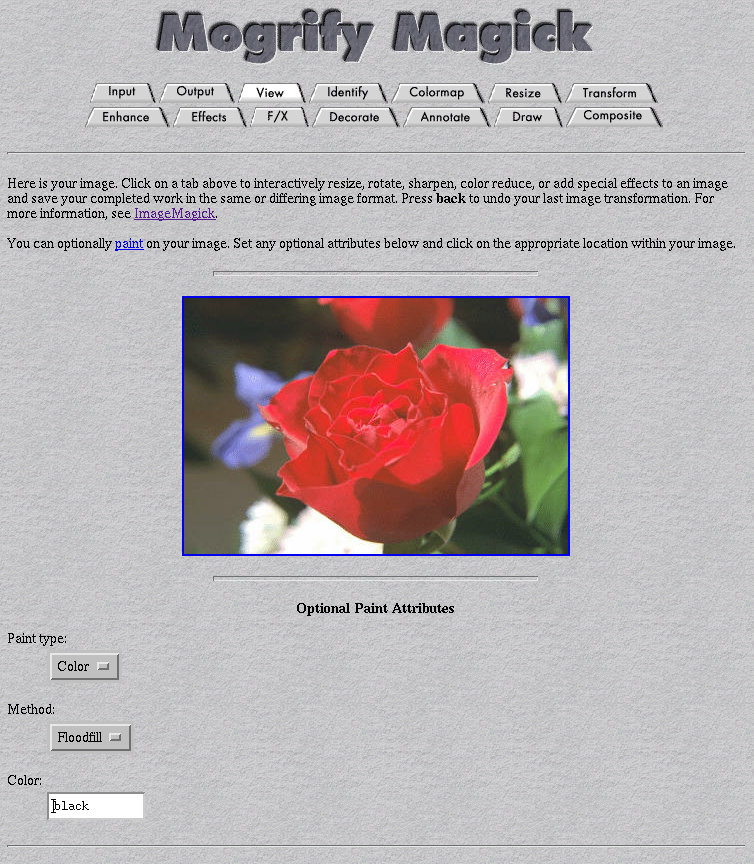 Mogrify Magick
Input Output View Identify Colormap Resize Transform
Enhance Effects F/X Decorate Annotate Draw Composite
Here is your image. Click on a tab above to interactively resize, rotate, sharpen, color reduce, or add special effects to an image
and save your completed work in the same or differing image format. Press back to undo your last image transformation. For
more information, see ImageMagick.
You can optionally paint on your image. Set any optional attributes below and click on the appropriate location within your image.
Optional Paint Attributes
Paint type:
Color
Method:
Floodfill
Color:
black